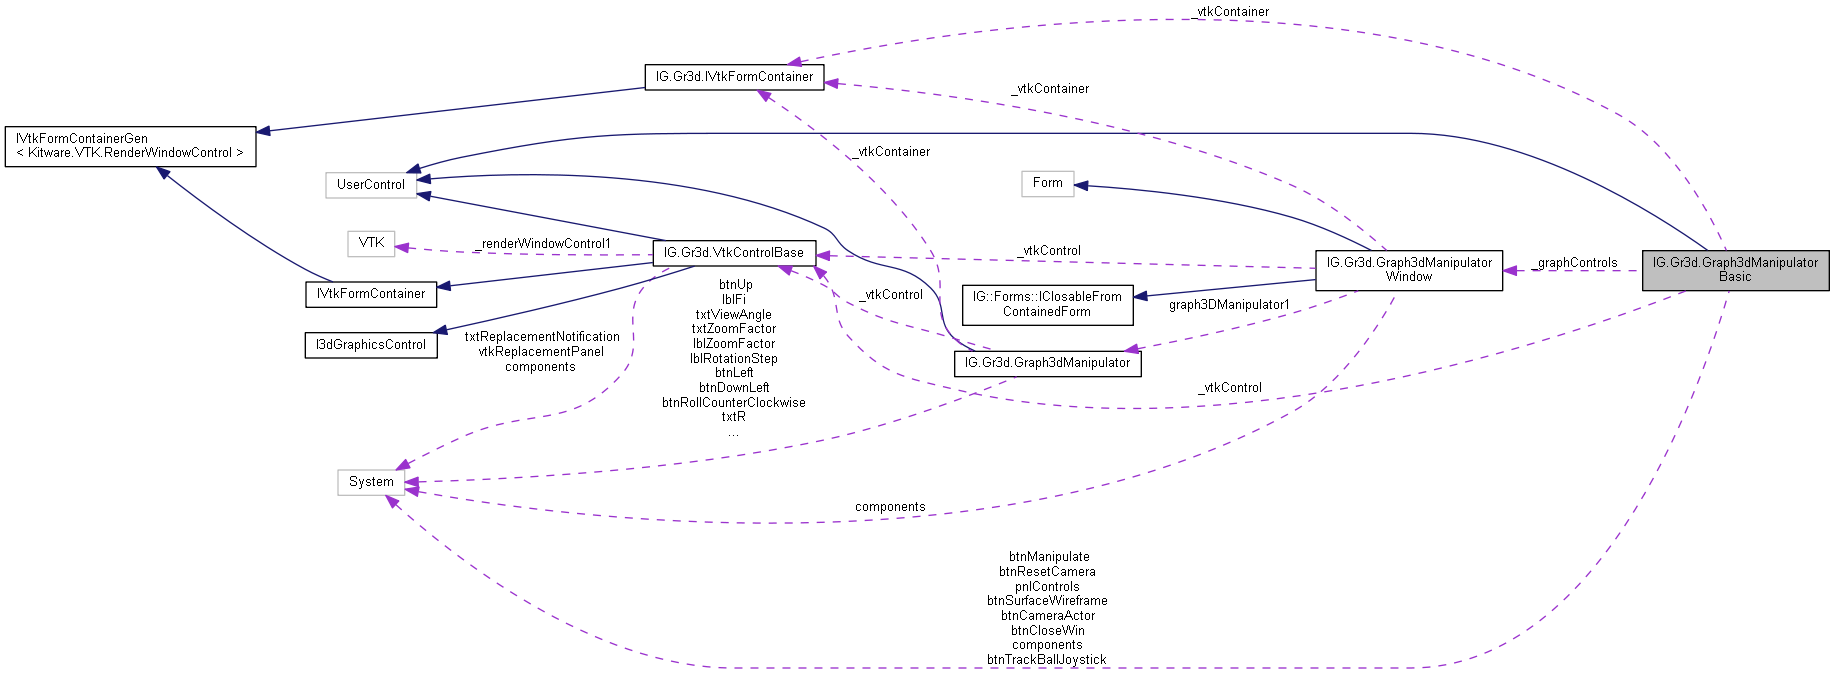 _vtkContainer
IG.Gr3d.IVtkFormContainer
_vtkContainer
IVtkFormContainerGen
< Kitware.VTK.RenderWindowControl >
_vtkContainer
UserControl
Form
VTK
_renderWindowControl1
IG.Gr3d.VtkControlBase
_vtkControl
IG.Gr3d.Graph3dManipulator
Window
_graphControls
IG.Gr3d.Graph3dManipulator
Basic
IVtkFormContainer
btnUp
lblFi
txtViewAngle
txtZoomFactor
lblZoomFactor
lblRotationStep
btnLeft
btnDownLeft
btnRollCounterClockwise
txtR
...
_vtkControl
IG::Forms::IClosableFrom
ContainedForm
graph3DManipulator1
I3dGraphicsControl
txtReplacementNotification
vtkReplacementPanel
components
IG.Gr3d.Graph3dManipulator
_vtkControl
System
components
btnManipulate
btnResetCamera
pnlControls
btnSurfaceWireframe
btnCameraActor
btnCloseWin
components
btnTrackBallJoystick